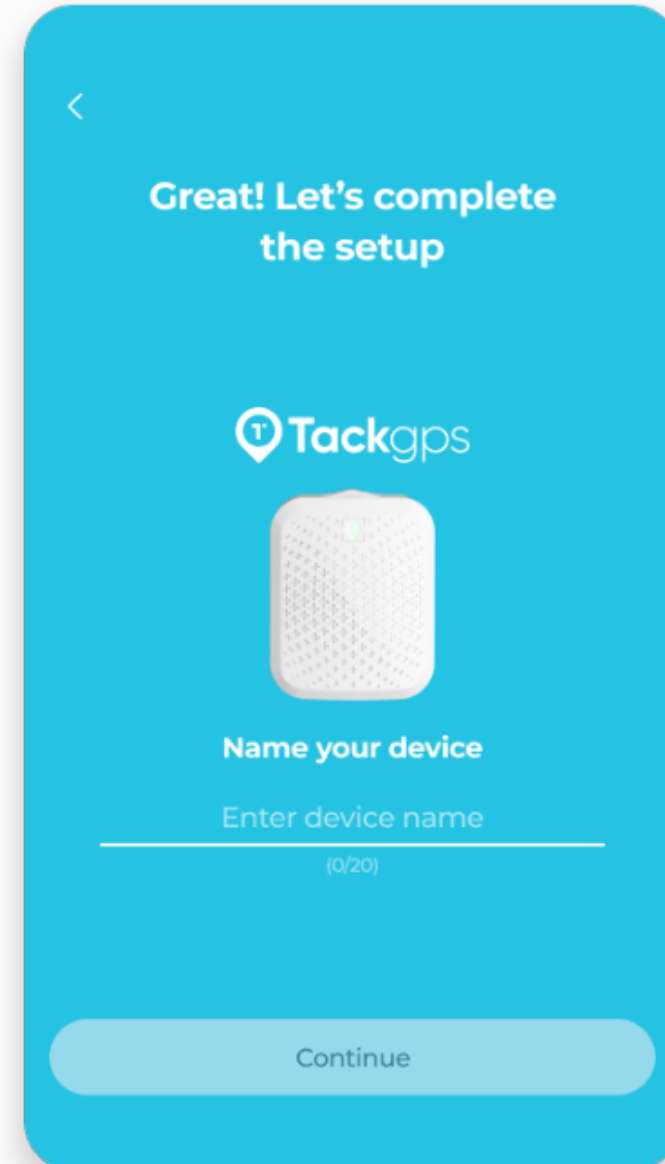 Great! Let’s complete
the setup
Tackgps
Name your device
Enter device name
(0/20)
Continue